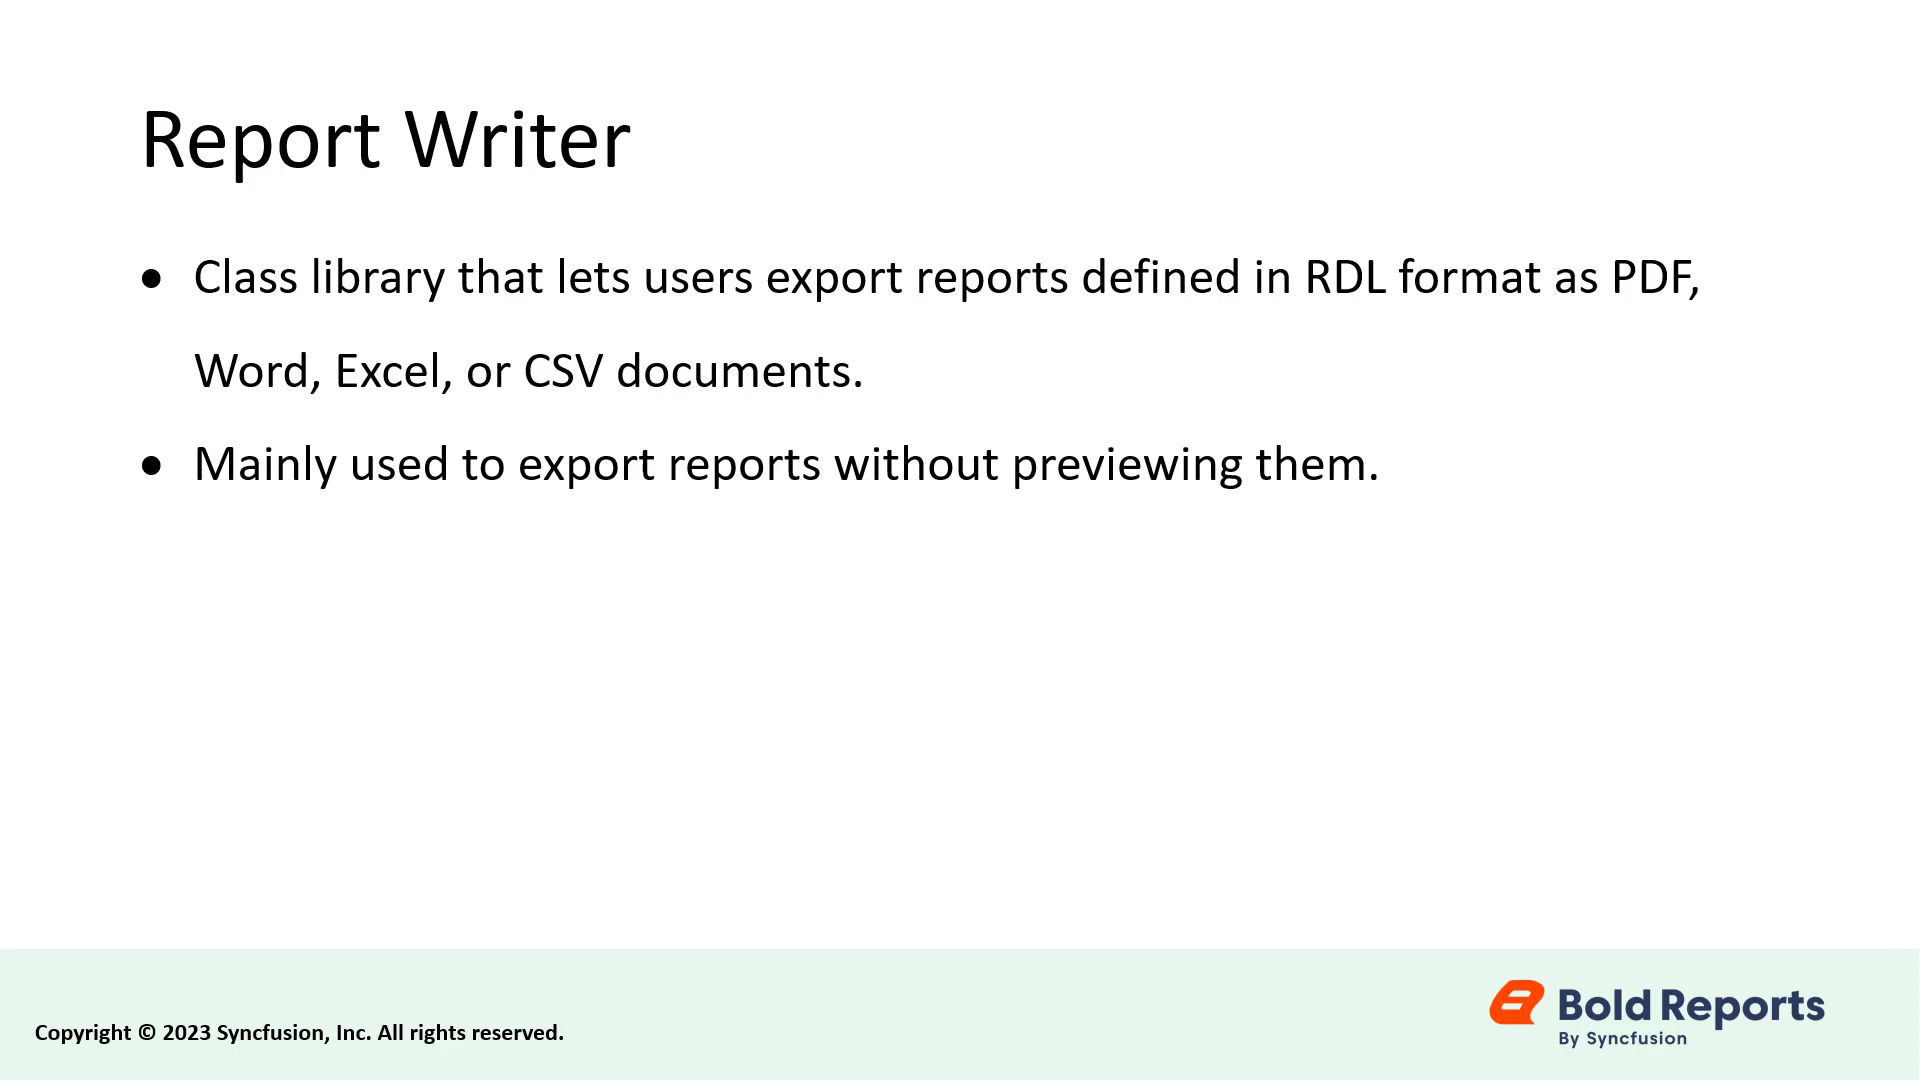 Report Writer
● Class library that lets users export reports defined in RDL format as PDF,
Word, Excel, or CSV documents.
● Mainly used to export reports without previewing them.
Copyright © 2023 Syncfusion, Inc. All rights reserved.
Bold Reports
By Syncfusion